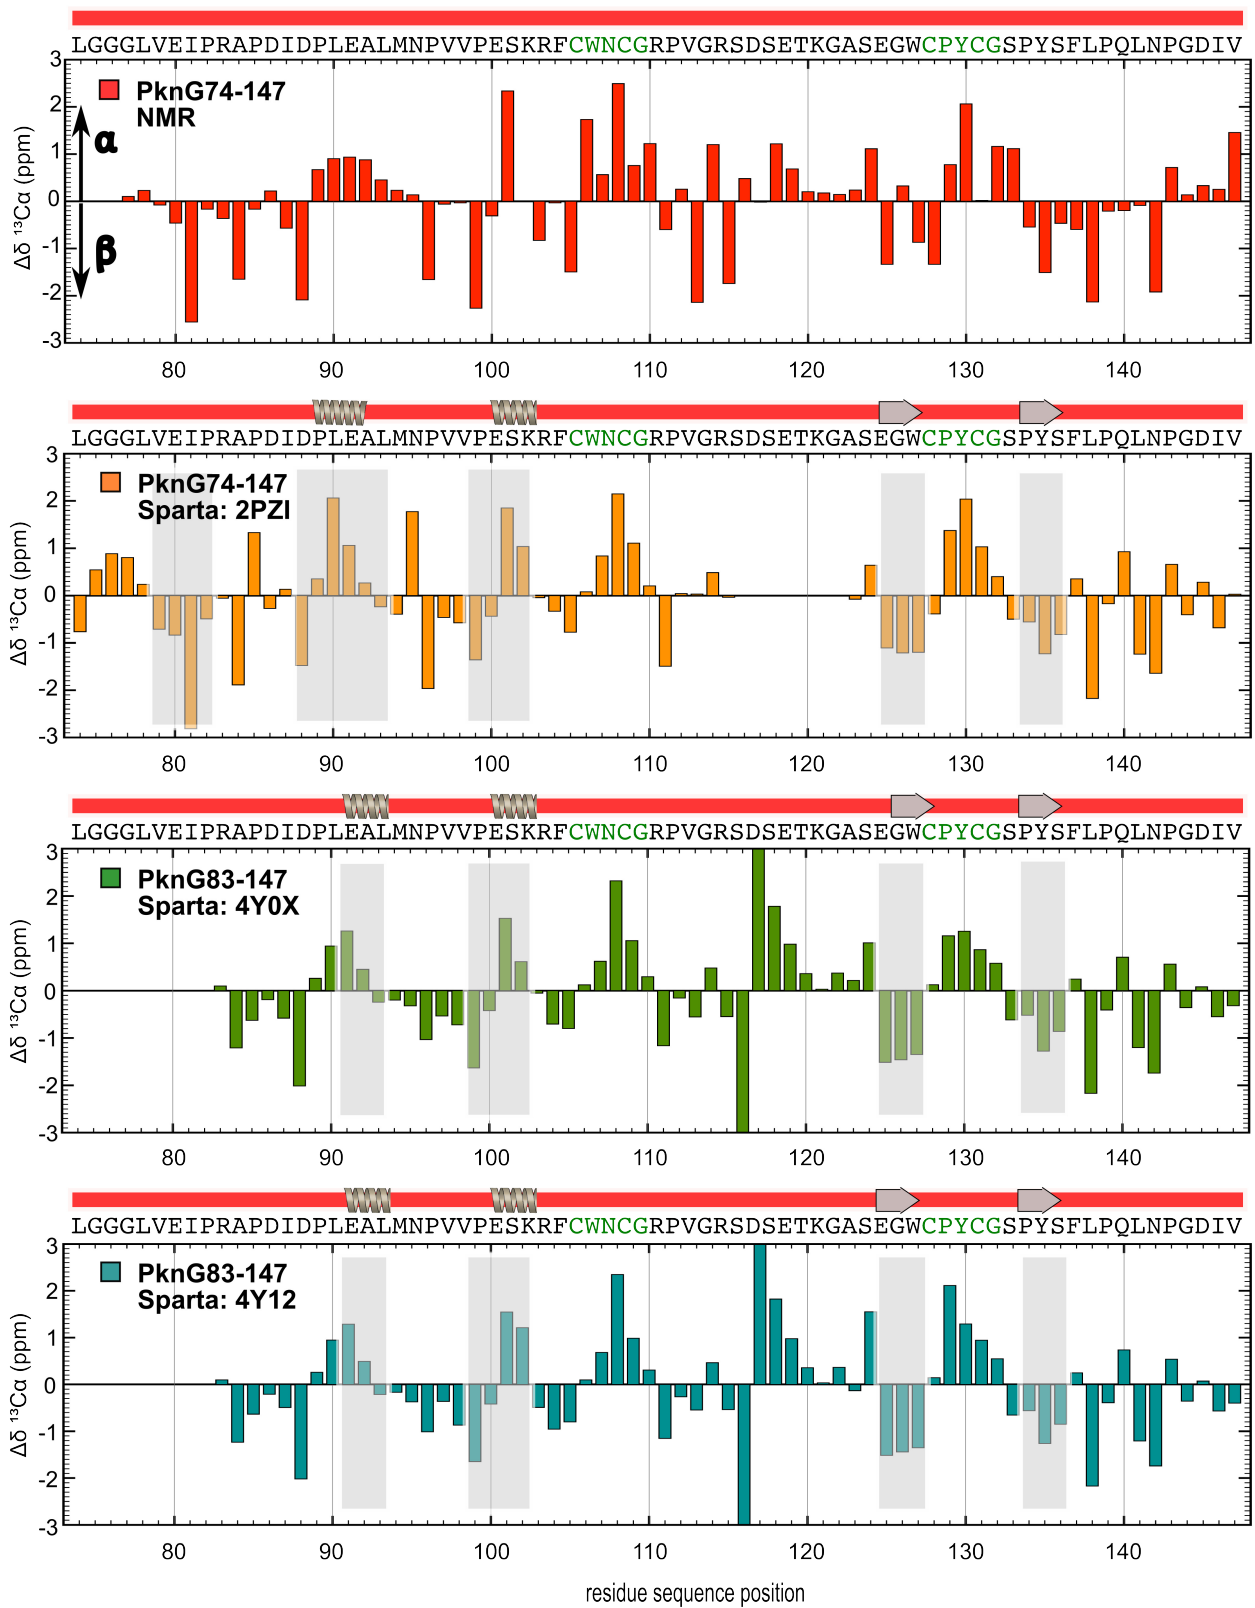 LGGGLVEIPRAPDIDPLEALMNPVVPESKRFCWNCGRPVGRSDSETKGASEGWCPYCGSPYSFLPQLNPGDIV
3
2
1
0
-1
-2
-3
Δδ ¹³Cα (ppm)
PknG74-147
NMR
α
β
80 90 100 110 120 130 140
LGGGLVEIPRAPDIDPLEALMNPVVPESKRFCWNCGRPVGRSDSETKGASEGWCPYCGSPYSFLPQLNPGDIV
3
2
1
0
-1
-2
-3
Δδ ¹³Cα (ppm)
PknG74-147
Sparta: 2PZI
80 90 100 110 120 130 140
LGGGLVEIPRAPDIDPLEALMNPVVPESKRFCWNCGRPVGRSDSETKGASEGWCPYCGSPYSFLPQLNPGDIV
3
2
1
0
-1
-2
-3
Δδ ¹³Cα (ppm)
PknG83-147
Sparta: 4Y0X
80 90 100 110 120 130 140
LGGGLVEIPRAPDIDPLEALMNPVVPESKRFCWNCGRPVGRSDSETKGASEGWCPYCGSPYSFLPQLNPGDIV
3
2
1
0
-1
-2
-3
Δδ ¹³Cα (ppm)
PknG83-147
Sparta: 4Y12
80 90 100 110 120 130 140
residue sequence position